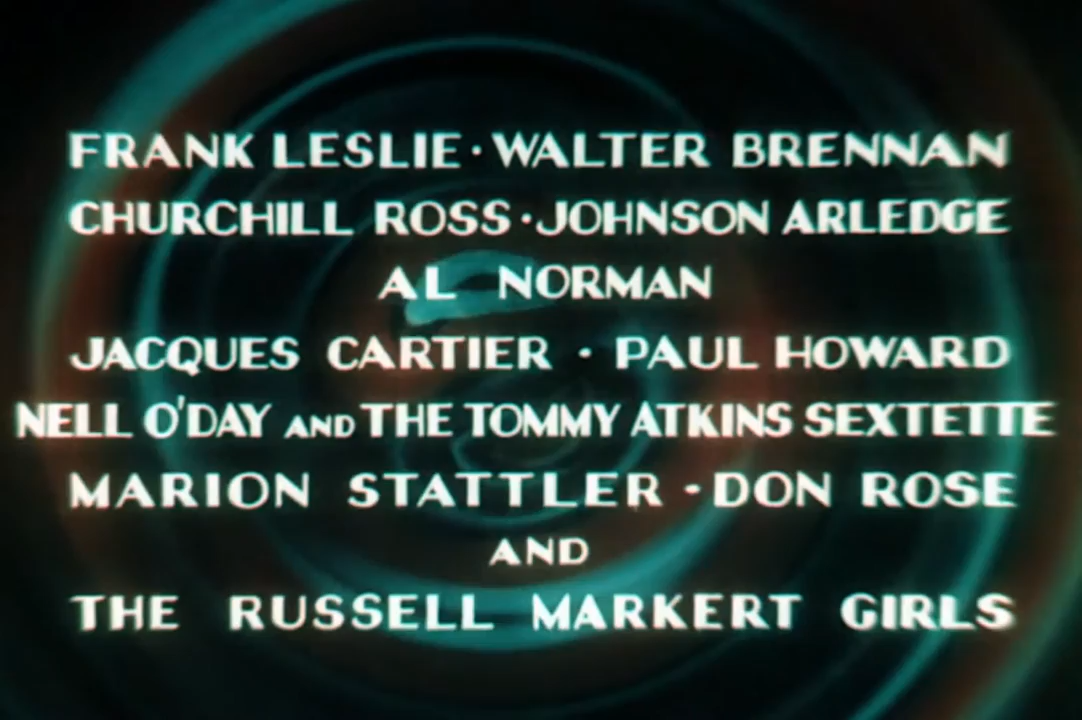 FRANK LESLIE · WALTER BRENNAN
CHURCHILL ROSS · JOHNSON ARLEDGE
AL NORMAN
JACQUES CARTIER · PAUL HOWARD
NELL O'DAY AND THE TOMMY ATKINS SEXTETTE
MARION STATTLER · DON ROSE
AND
THE RUSSELL MARKERT GIRLS